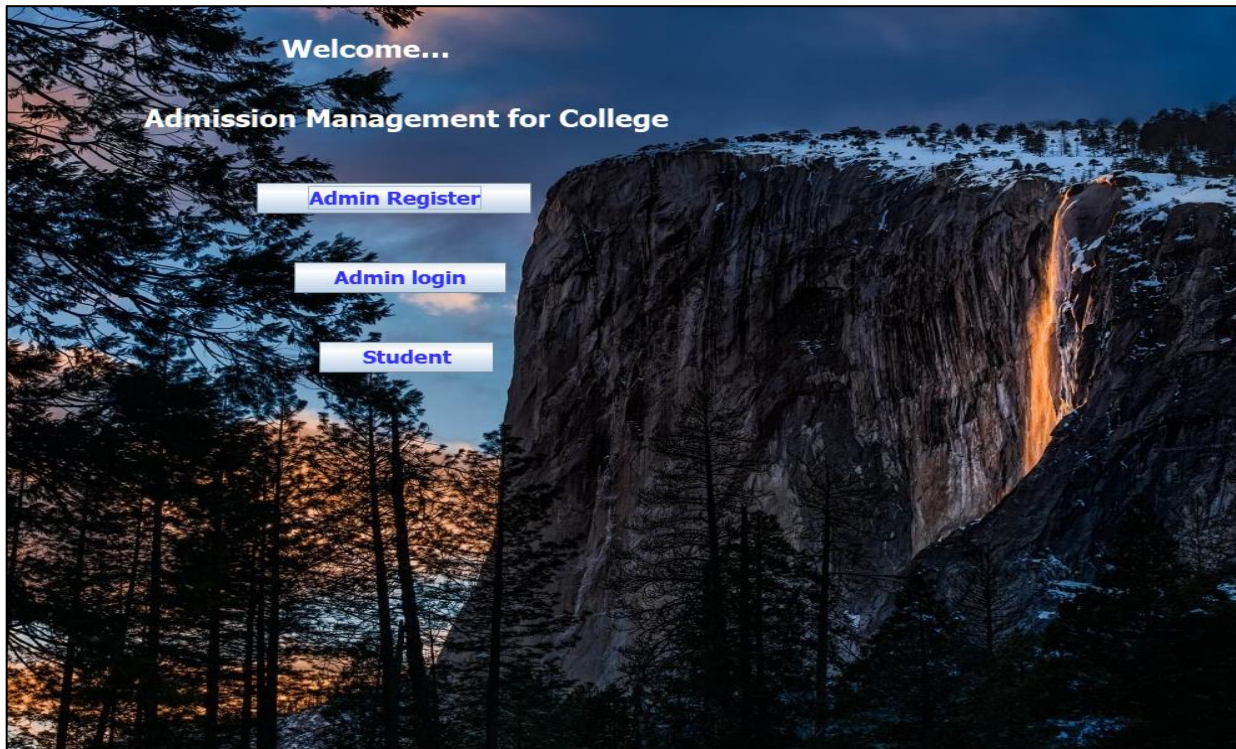 Welcome...
Admission Management for College
Admin Register
Admin login
Student